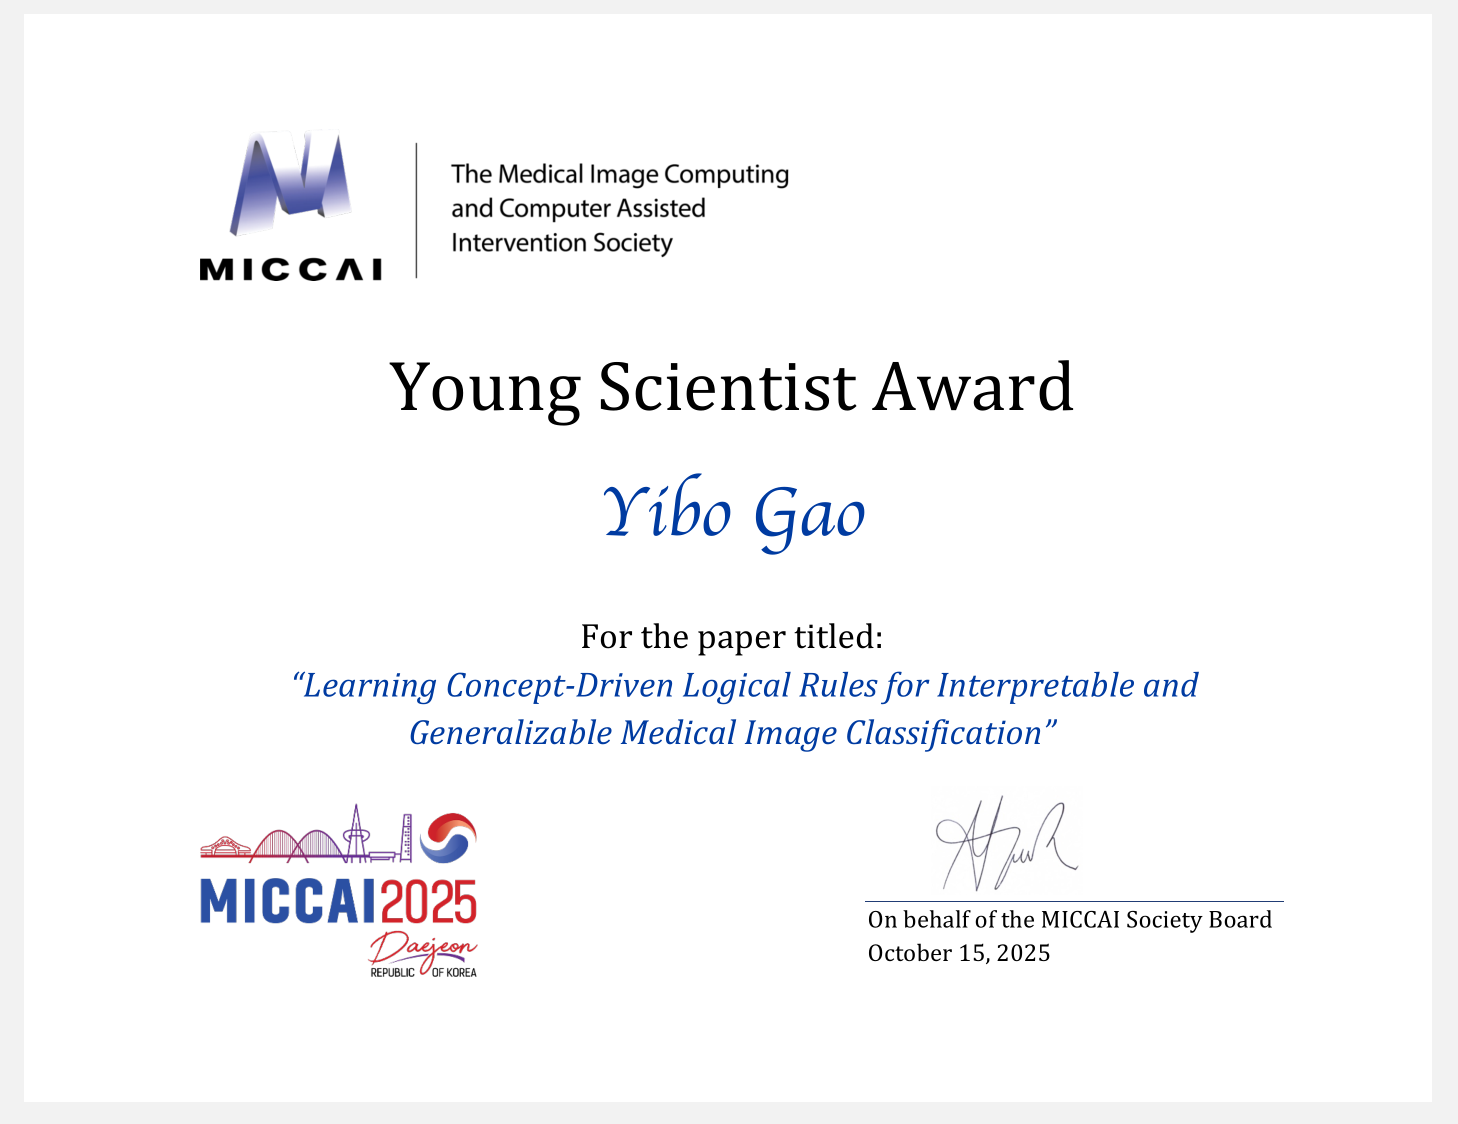 MICCAI
The Medical Image Computing
and Computer Assisted
Intervention Society
Young Scientist Award
Yibo Gao
For the paper titled:
“Learning Concept-Driven Logical Rules for Interpretable and
Generalizable Medical Image Classification”
MICCAI2025
Daejeon
REPUBLIC OF KOREA
On behalf of the MICCAI Society Board
October 15, 2025